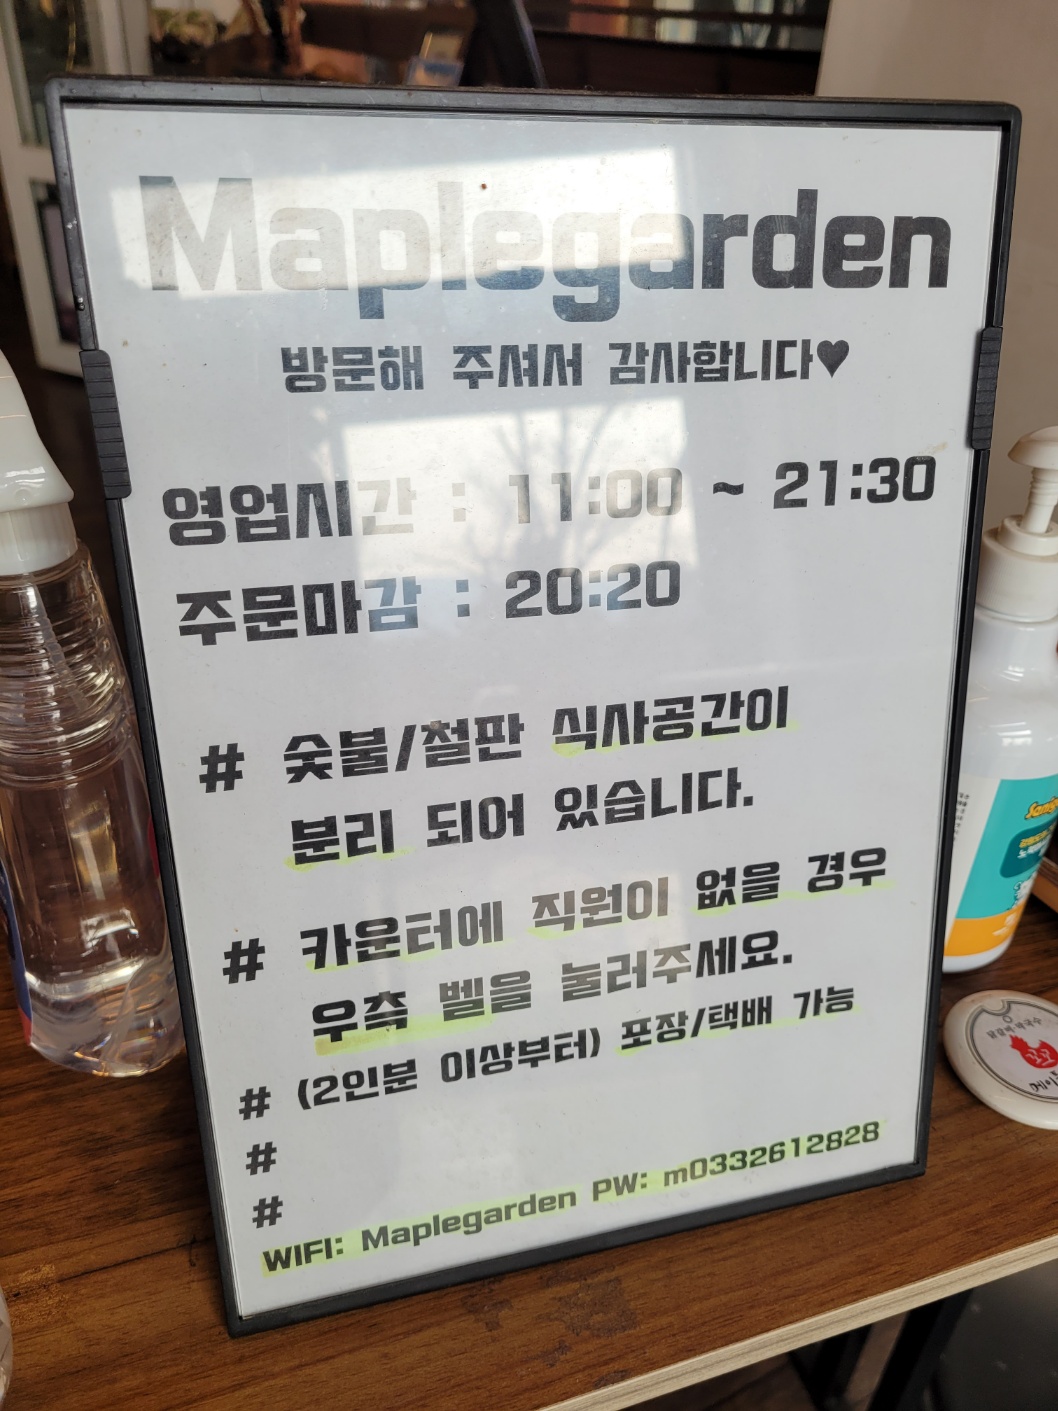 Maplegarden
방문해 주셔서 감사합니다♥
영업시간 : 11:00 ~ 21:30
주문마감 : 20:20
# 숯불/철판 식사공간이
분리 되어 있습니다.
# 카운터에 직원이 없을 경우
우측 벨을 눌러주세요.
# (2인분 이상부터) 포장/택배 가능
#
#
WIFI: Maplegarden PW: m0332612828